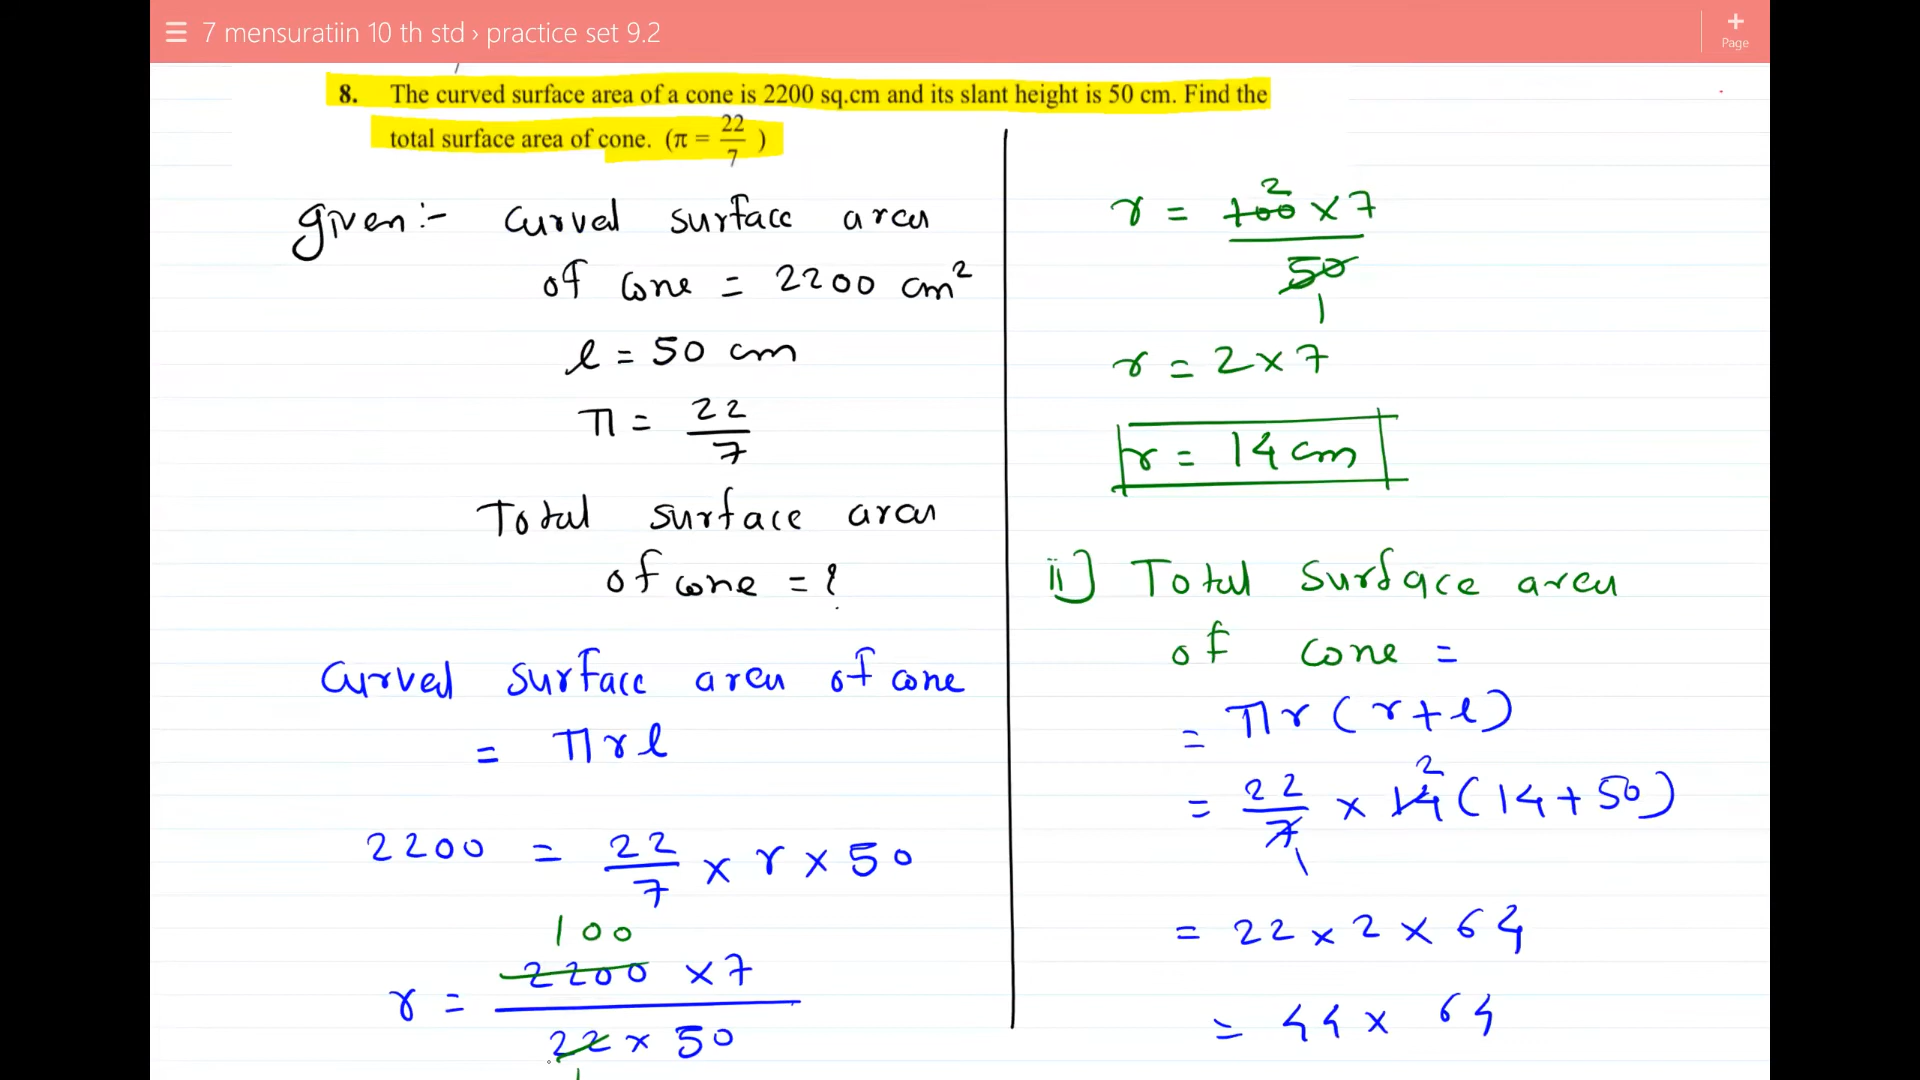 7 mensuratiin 10 th std › practice set 9.2
+
Page
8. The curved surface area of a cone is 2200 sq.cm and its slant height is 50 cm. Find the
total surface area of cone. (π = 22/7 )
Given:- Curved surface area
of cone = 2200 cm²
l = 50 cm
π = 22/7
Total surface area
of cone = ?
Curved surface area of cone
= πrl
2200 = 22/7 × r × 50
100
r = 2200 × 7 / 22 × 50
1
2
r = 100 × 7 / 50
1
r = 2 × 7
r = 14 cm
ii] Total surface area
of cone =
= πr ( r + l )
2
= 22/7 × 14 ( 14 + 50 )
1
= 22 × 2 × 64
= 44 × 64